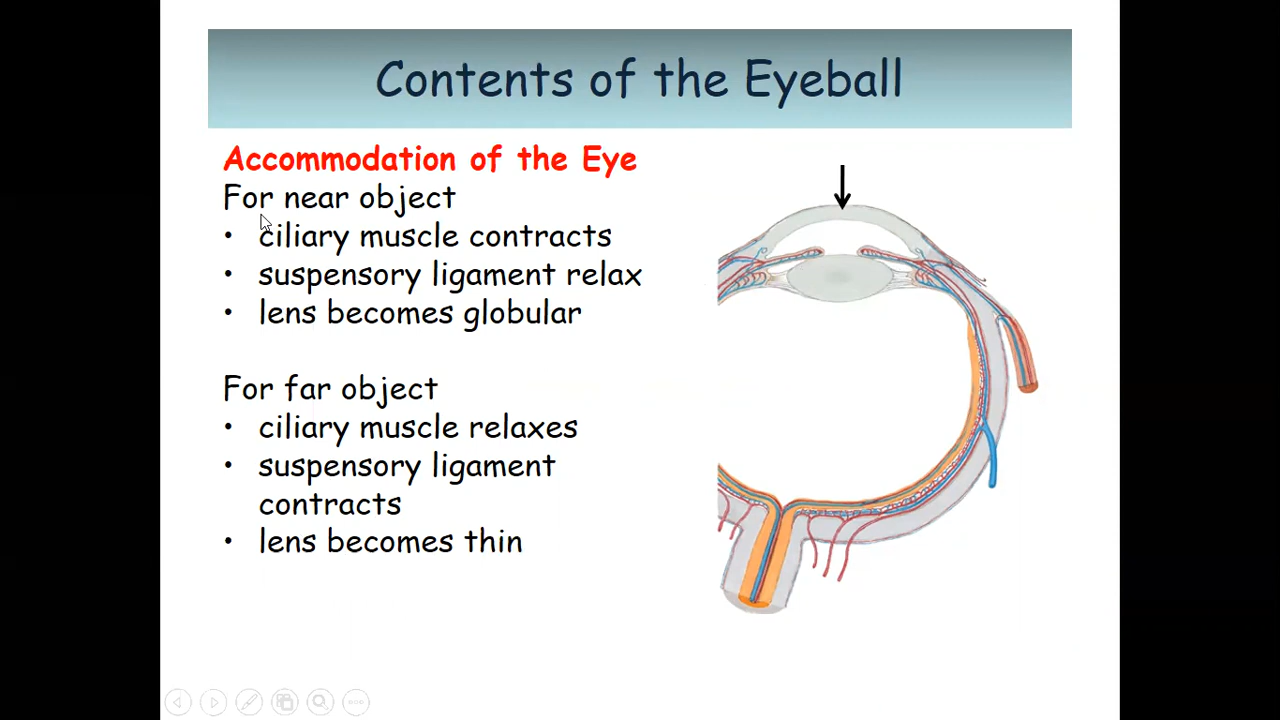 Contents of the Eyeball
Accommodation of the Eye
For near object
• ciliary muscle contracts
• suspensory ligament relax
• lens becomes globular
For far object
• ciliary muscle relaxes
• suspensory ligament
contracts
• lens becomes thin